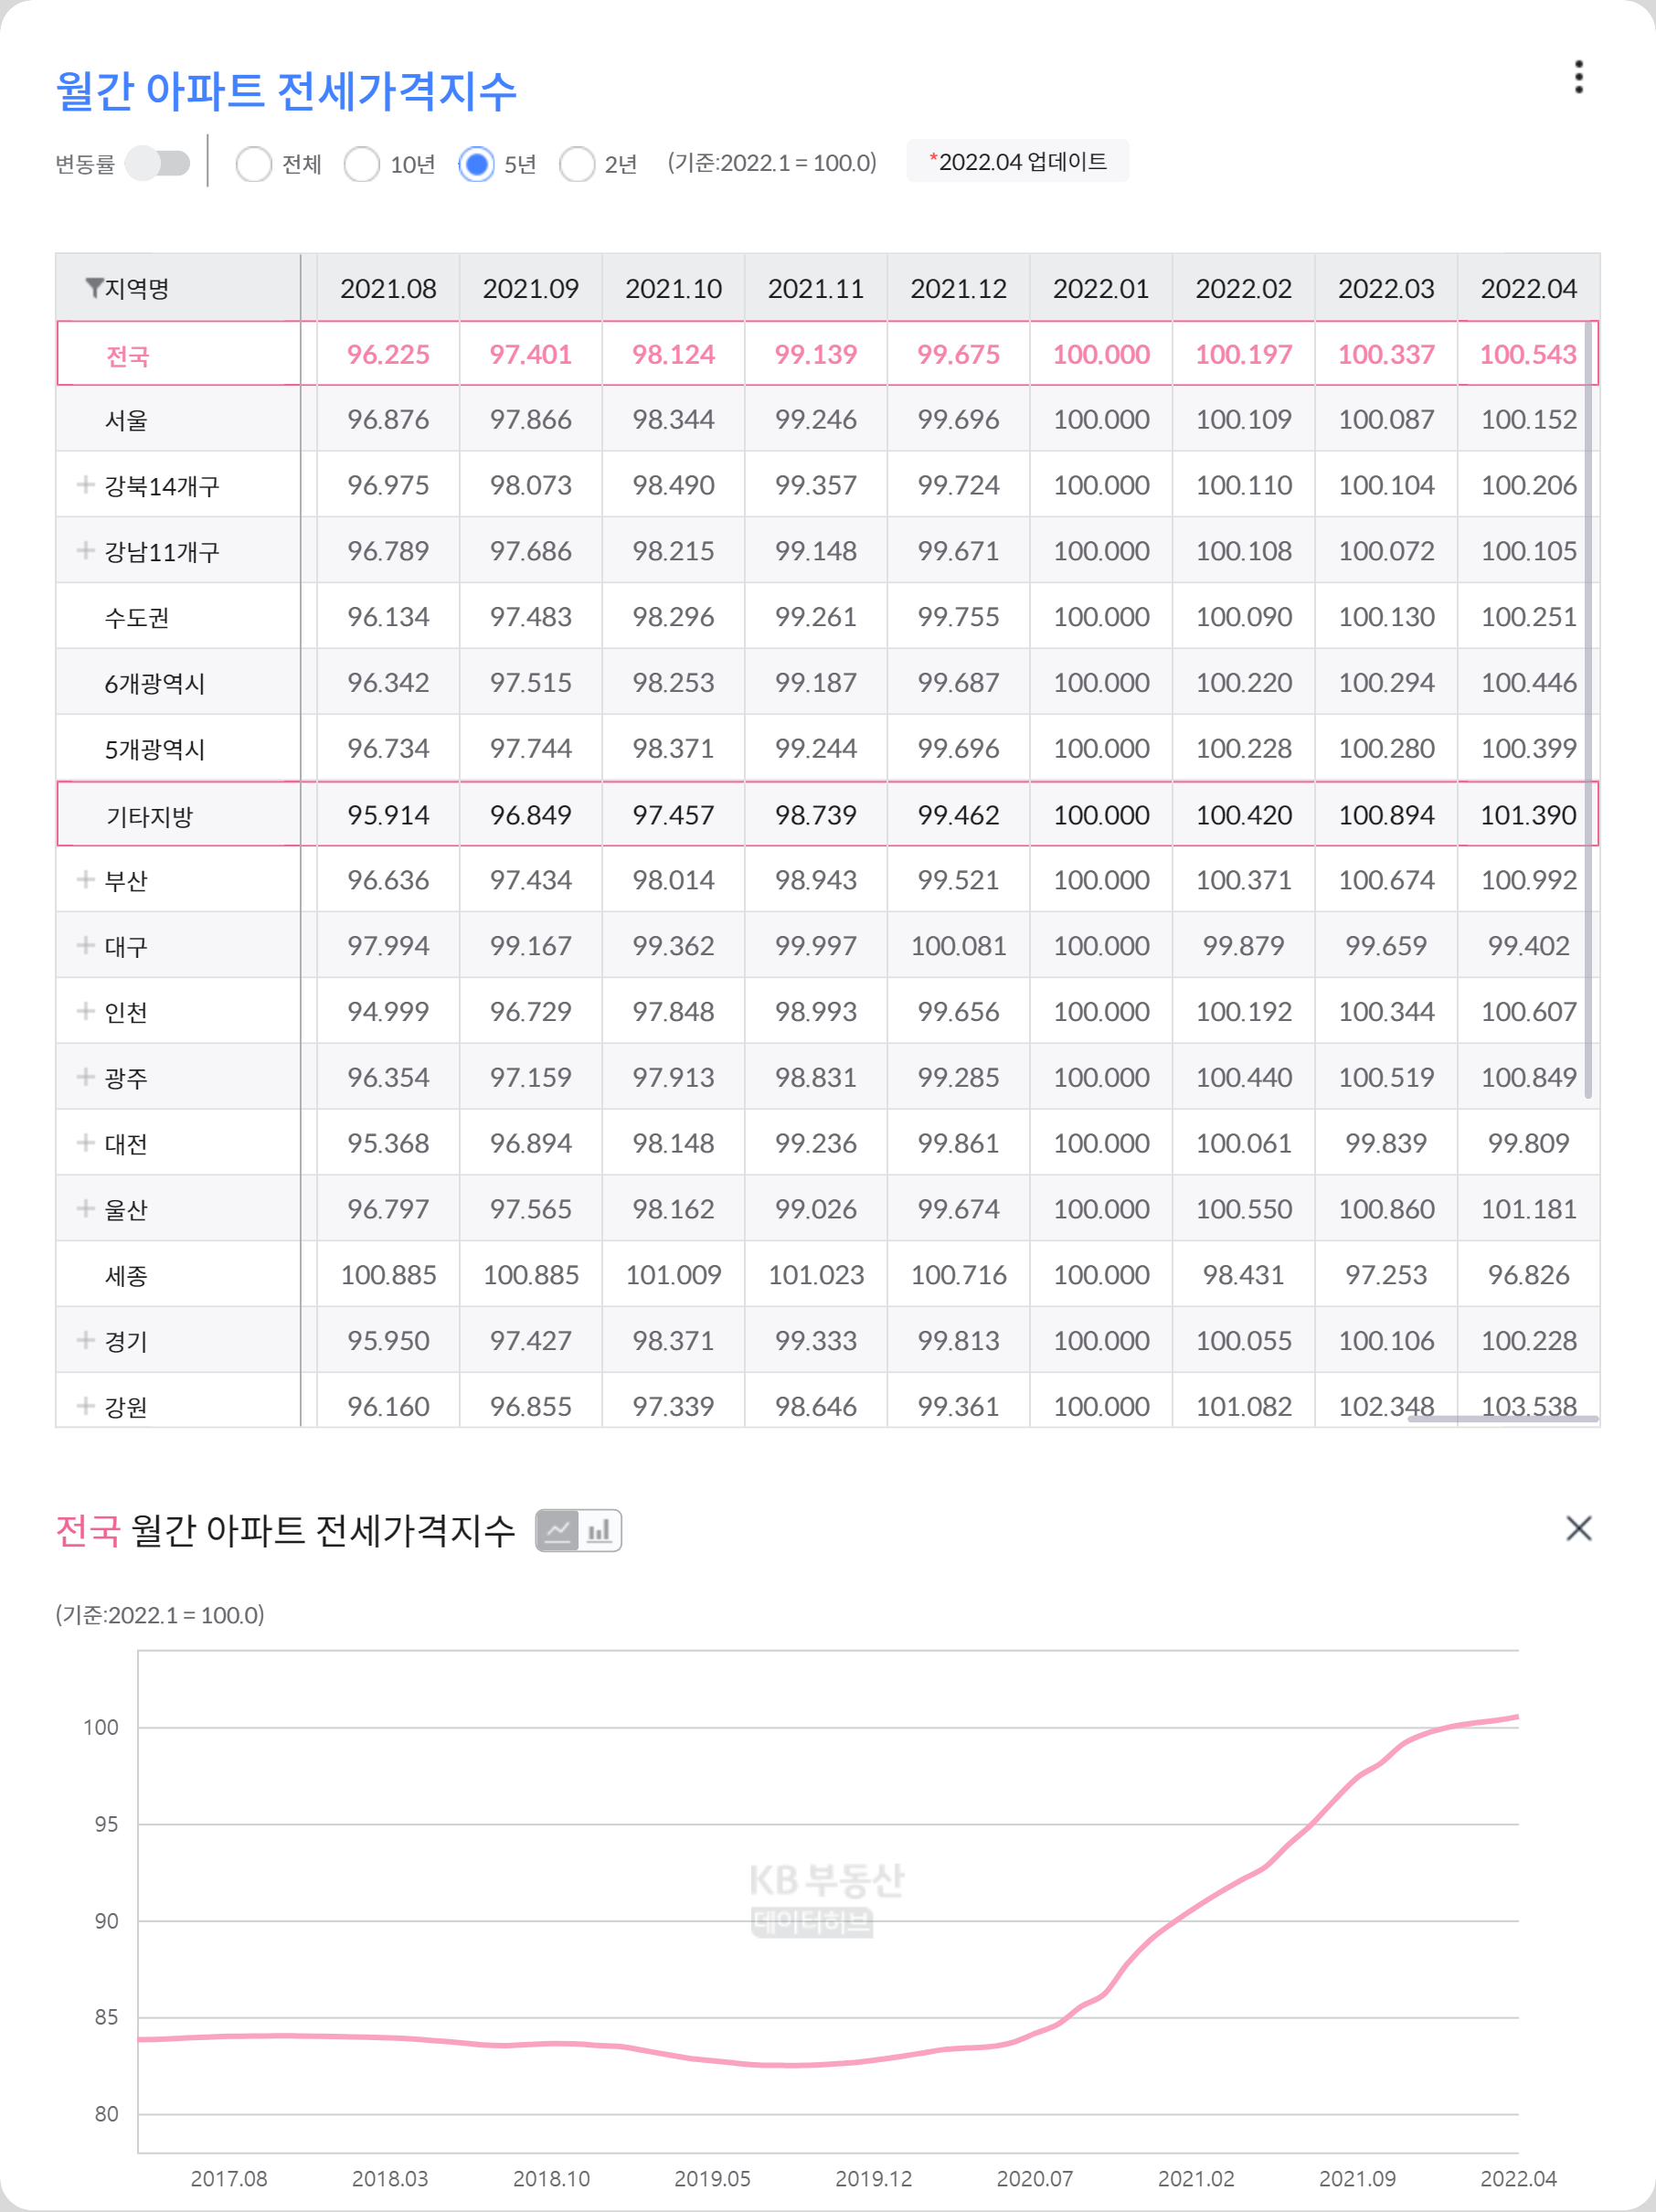 월간 아파트 전세가격지수
변동률 전체 10년 5년 2년 (기준:2022.1 = 100.0) *2022.04 업데이트
지역명 2021.08 2021.09 2021.10 2021.11 2021.12 2022.01 2022.02 2022.03 2022.04
전국 96.225 97.401 98.124 99.139 99.675 100.000 100.197 100.337 100.543
서울 96.876 97.866 98.344 99.246 99.696 100.000 100.109 100.087 100.152
강북14개구 96.975 98.073 98.490 99.357 99.724 100.000 100.110 100.104 100.206
강남11개구 96.789 97.686 98.215 99.148 99.671 100.000 100.108 100.072 100.105
수도권 96.134 97.483 98.296 99.261 99.755 100.000 100.090 100.130 100.251
6개광역시 96.342 97.515 98.253 99.187 99.687 100.000 100.220 100.294 100.446
5개광역시 96.734 97.744 98.371 99.244 99.696 100.000 100.228 100.280 100.399
기타지방 95.914 96.849 97.457 98.739 99.462 100.000 100.420 100.894 101.390
부산 96.636 97.434 98.014 98.943 99.521 100.000 100.371 100.674 100.992
대구 97.994 99.167 99.362 99.997 100.081 100.000 99.879 99.659 99.402
인천 94.999 96.729 97.848 98.993 99.656 100.000 100.192 100.344 100.607
광주 96.354 97.159 97.913 98.831 99.285 100.000 100.440 100.519 100.849
대전 95.368 96.894 98.148 99.236 99.861 100.000 100.061 99.839 99.809
울산 96.797 97.565 98.162 99.026 99.674 100.000 100.550 100.860 101.181
세종 100.885 100.885 101.009 101.023 100.716 100.000 98.431 97.253 96.826
경기 95.950 97.427 98.371 99.333 99.813 100.000 100.055 100.106 100.228
강원 96.160 96.855 97.339 98.646 99.361 100.000 101.082 102.348 103.538
전국 월간 아파트 전세가격지수
(기준:2022.1 = 100.0)
100
95
KB 부동산
데이터허브
90
85
80
2017.08 2018.03 2018.10 2019.05 2019.12 2020.07 2021.02 2021.09 2022.04